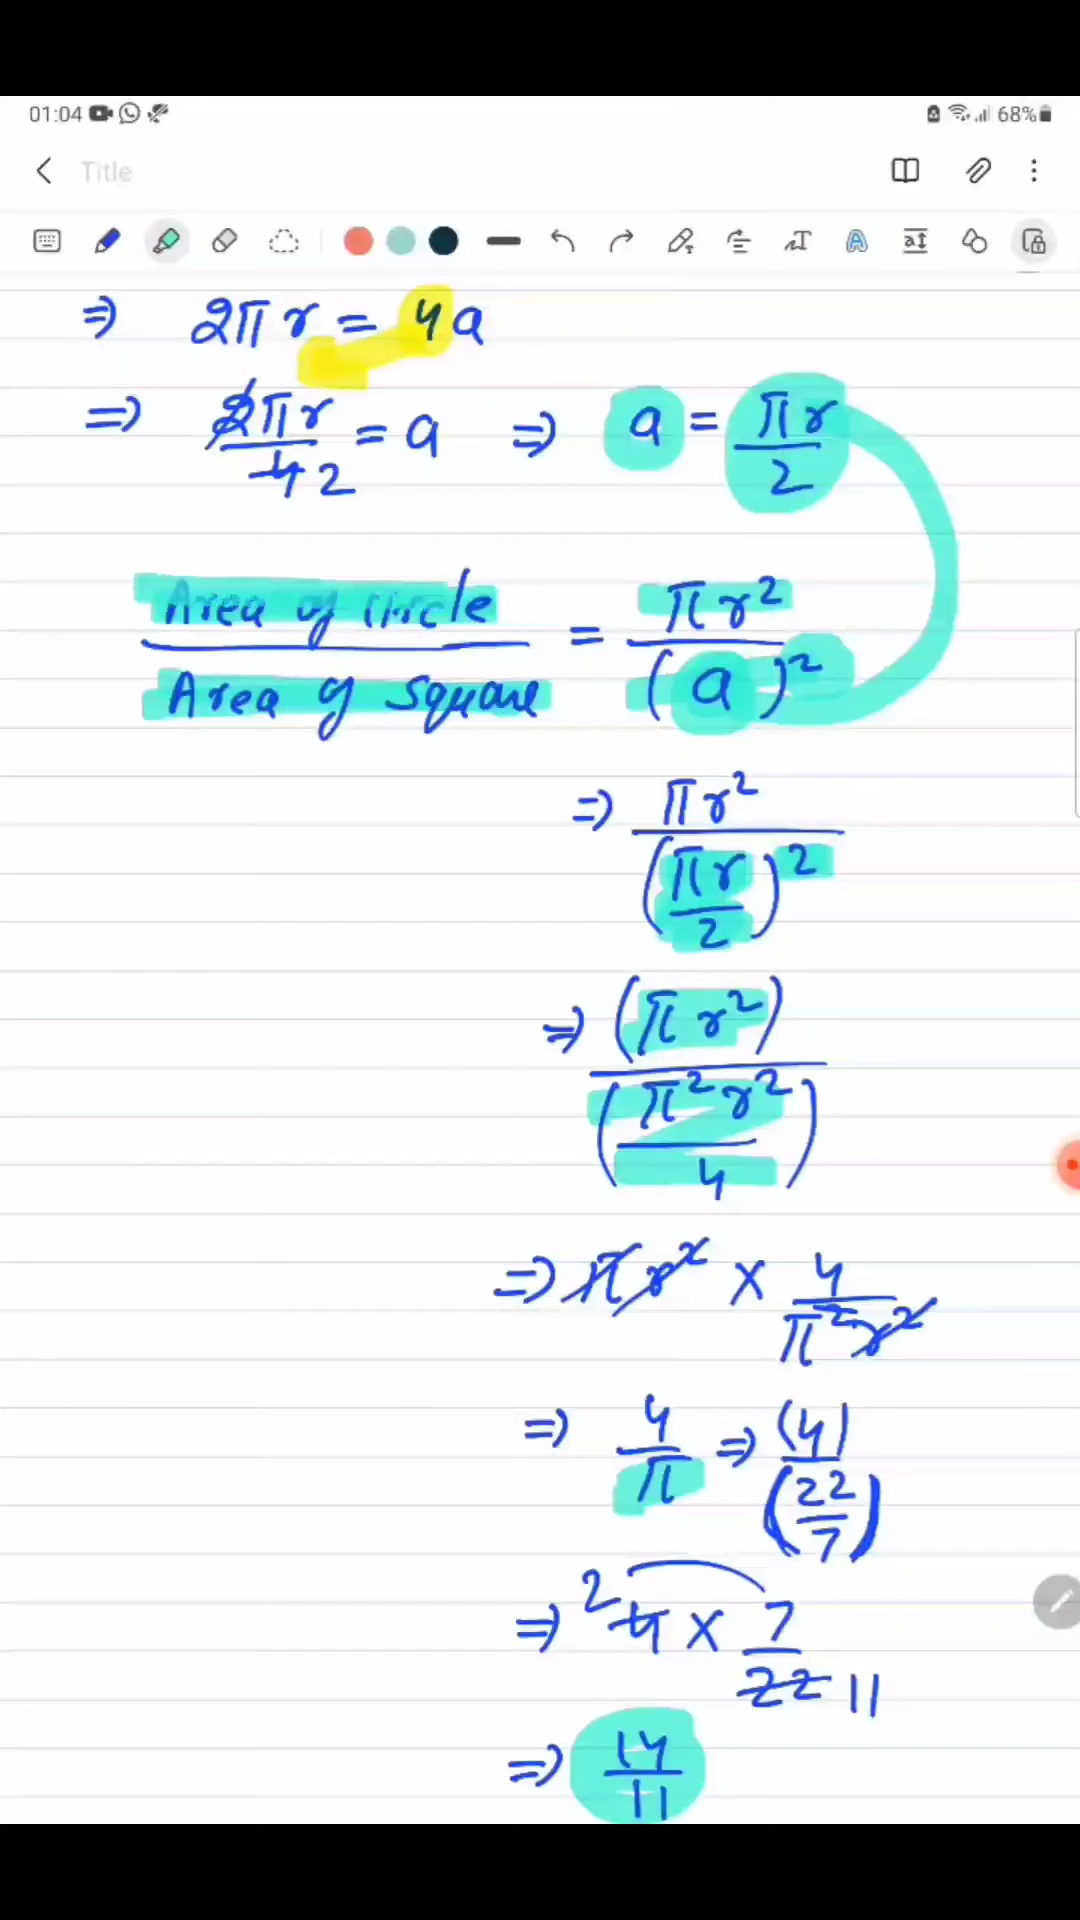 01:04 68%
Title
⇒ 2πr = 4a
⇒ 2πr/4 2 = a ⇒ a = πr/2
Area of circle/Area of square = πr²/(a)²
⇒ πr²/(πr/2)²
⇒ (πr²)/(π²r²/4)
⇒ πr² × 4/π²r²
⇒ 4/π ⇒ (4)/(22/7)
⇒ 2 4 × 7/22 11
⇒ 14/11